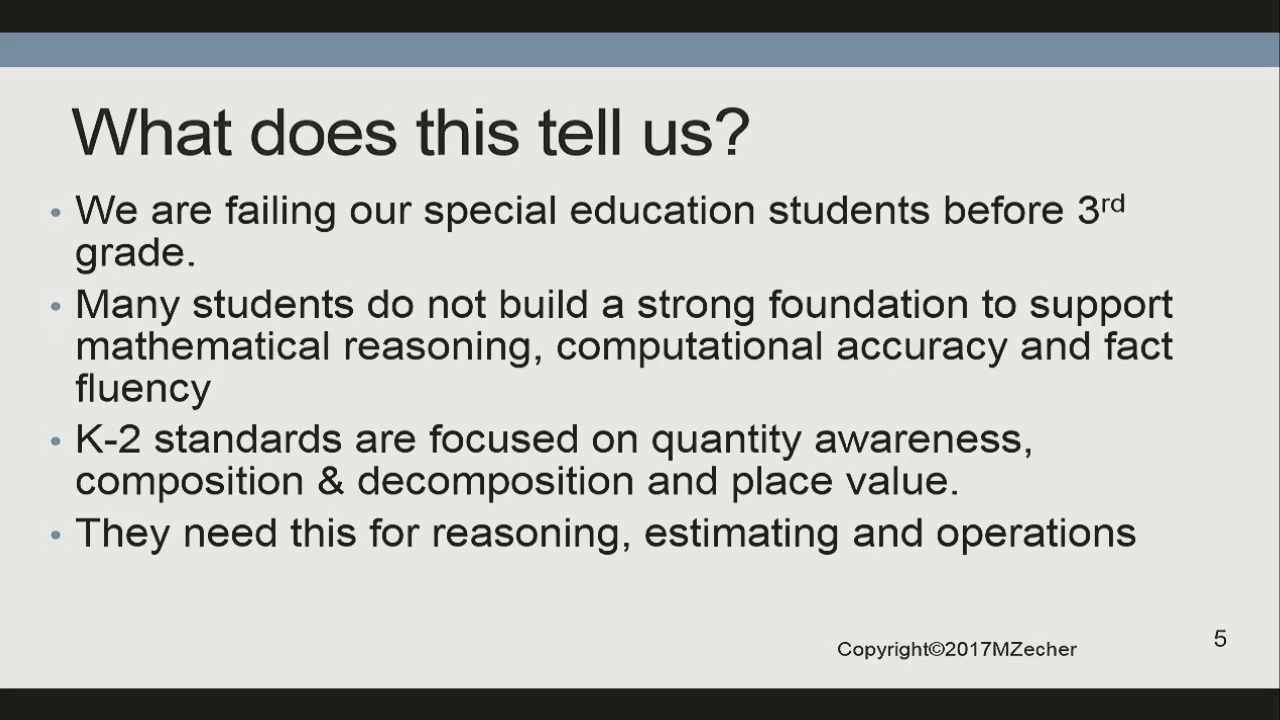 What does this tell us?
• We are failing our special education students before 3rd
grade.
• Many students do not build a strong foundation to support
mathematical reasoning, computational accuracy and fact
fluency
• K-2 standards are focused on quantity awareness,
composition & decomposition and place value.
• They need this for reasoning, estimating and operations
Copyright©2017MZecher
5